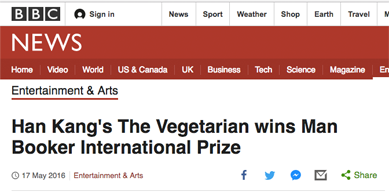 BBC Sign in News Sport Weather Shop Earth Travel
NEWS
Home Video World US & Canada UK Business Tech Science Magazine En
Entertainment & Arts
Han Kang's The Vegetarian wins Man
Booker International Prize
17 May 2016 Entertainment & Arts Share